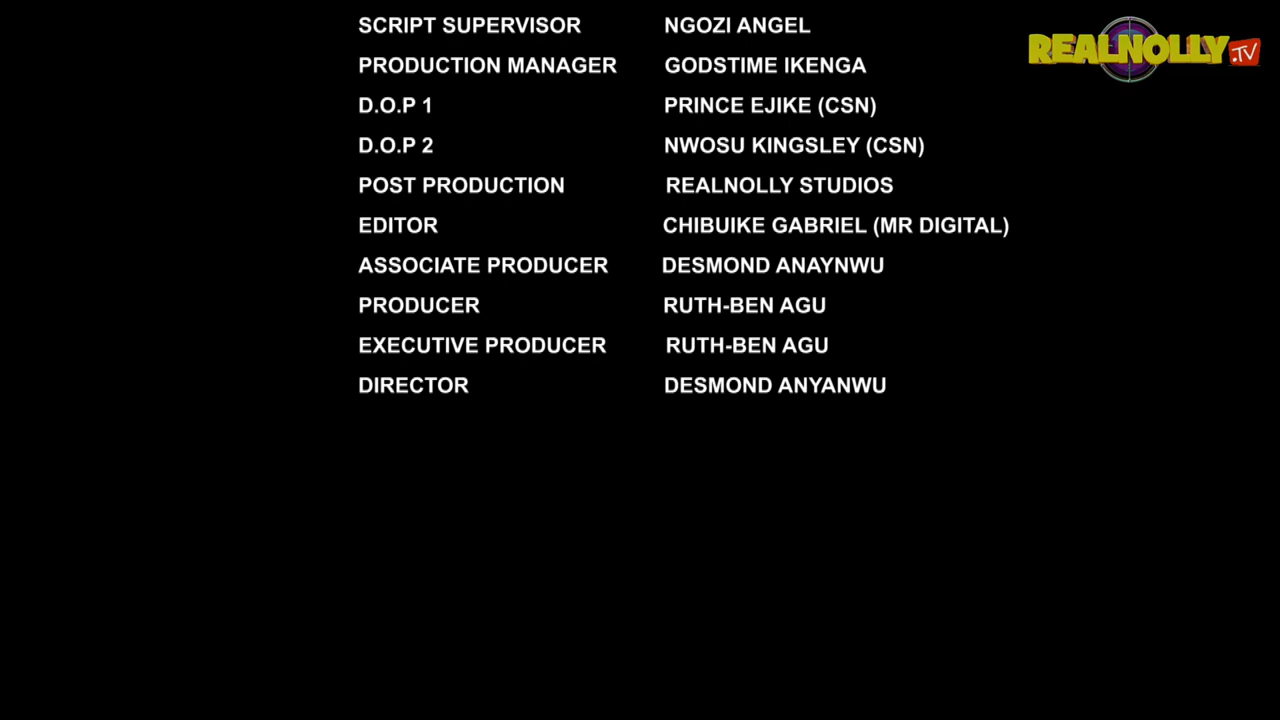 SCRIPT SUPERVISOR NGOZI ANGEL
REALNOLLY.TV
PRODUCTION MANAGER GODSTIME IKENGA
D.O.P 1 PRINCE EJIKE (CSN)
D.O.P 2 NWOSU KINGSLEY (CSN)
POST PRODUCTION REALNOLLY STUDIOS
EDITOR CHIBUIKE GABRIEL (MR DIGITAL)
ASSOCIATE PRODUCER DESMOND ANAYNWU
PRODUCER RUTH-BEN AGU
EXECUTIVE PRODUCER RUTH-BEN AGU
DIRECTOR DESMOND ANYANWU